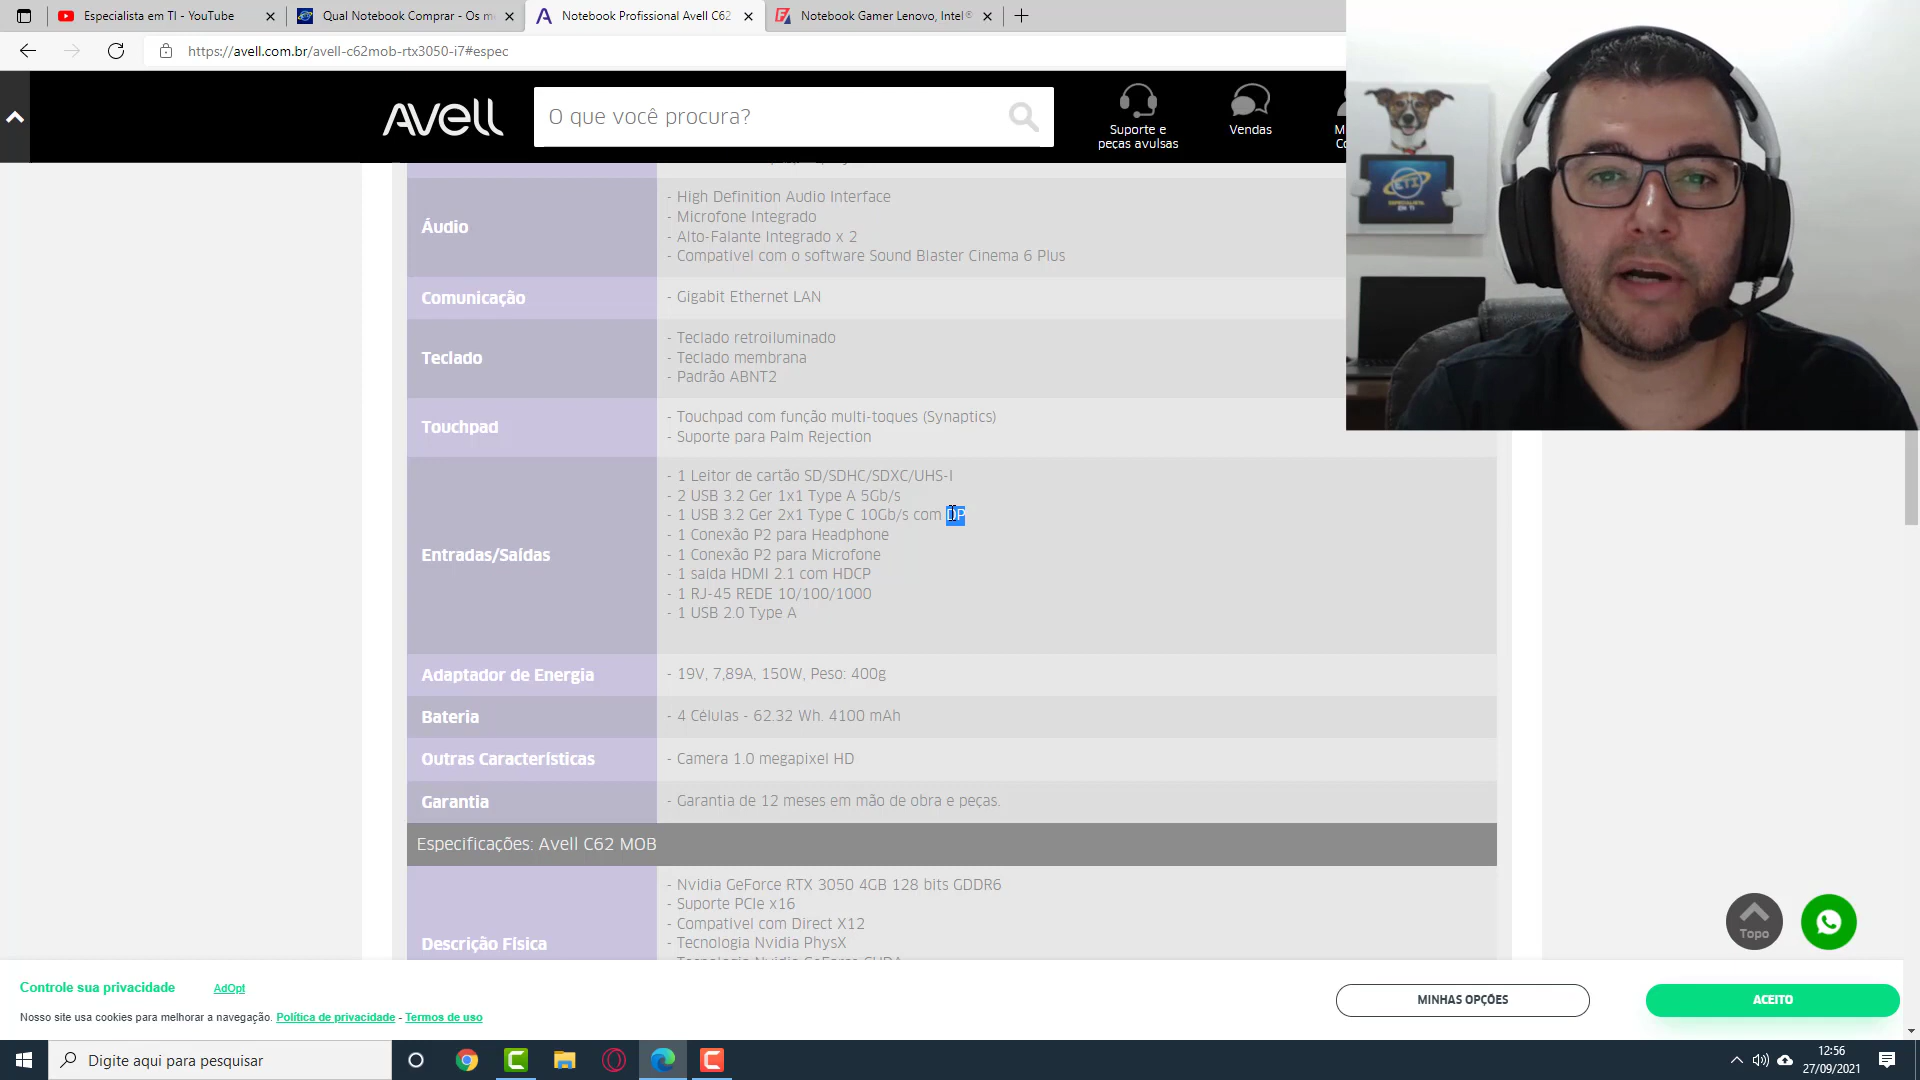 Especialista em TI - YouTube
Qual Notebook Comprar - Os me
Notebook Profissional Avell C62
Notebook Gamer Lenovo, Intel®
https://avell.com.br/avell-c62mob-rtx3050-i7#espec
Avell
O que você procura?
Suporte e
peças avulsas
Vendas
ETI
ESPECIALISTA
EM TI
Áudio
- High Definition Audio Interface
- Microfone Integrado
- Alto-Falante Integrado x 2
- Compatível com o software Sound Blaster Cinema 6 Plus
Comunicação
- Gigabit Ethernet LAN
Teclado
- Teclado retroiluminado
- Teclado membrana
- Padrão ABNT2
Touchpad
- Touchpad com função multi-toques (Synaptics)
- Suporte para Palm Rejection
Entradas/Saídas
- 1 Leitor de cartão SD/SDHC/SDXC/UHS-I
- 2 USB 3.2 Ger 1x1 Type A 5Gb/s
- 1 USB 3.2 Ger 2x1 Type C 10Gb/s com DP
- 1 Conexão P2 para Headphone
- 1 Conexão P2 para Microfone
- 1 saída HDMI 2.1 com HDCP
- 1 RJ-45 REDE 10/100/1000
- 1 USB 2.0 Type A
Adaptador de Energia
- 19V, 7,89A, 150W, Peso: 400g
Bateria
- 4 Células - 62.32 Wh. 4100 mAh
Outras Características
- Camera 1.0 megapixel HD
Garantia
- Garantia de 12 meses em mão de obra e peças.
Especificações: Avell C62 MOB
Descrição Física
- Nvidia GeForce RTX 3050 4GB 128 bits GDDR6
- Suporte PCIe x16
- Compatível com Direct X12
- Tecnologia Nvidia PhysX
Topo
Controle sua privacidade
AdOpt
Nosso site usa cookies para melhorar a navegação. Política de privacidade - Termos de uso
MINHAS OPÇÕES
ACEITO
Digite aqui para pesquisar
12:56
27/09/2021